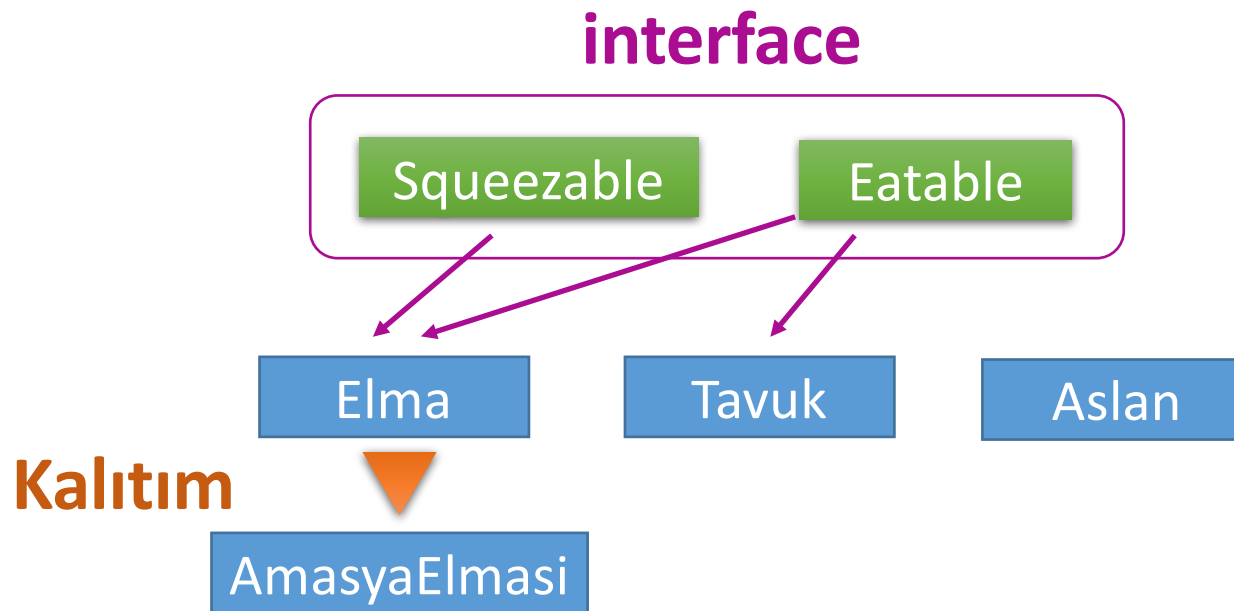 interface
Squeezable
Eatable
Elma
Tavuk
Aslan
Kalıtım
AmasyaElmasi